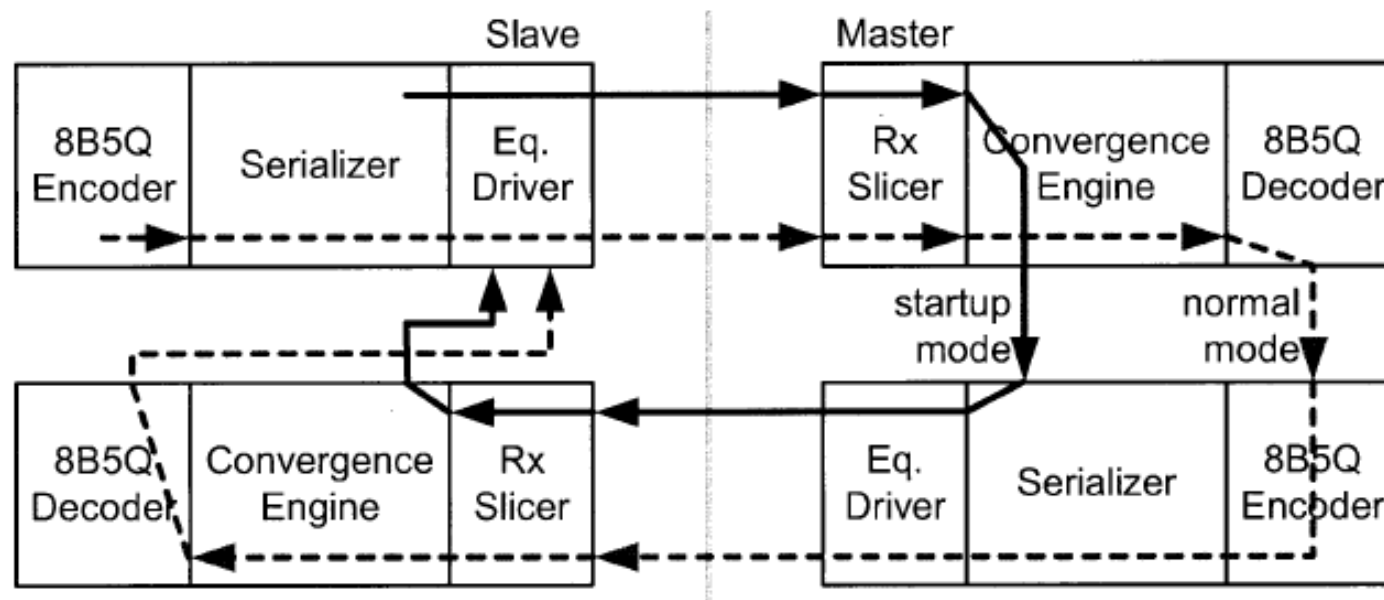 Slave
Master
8B5Q
Encoder
Serializer
Eq.
Driver
Rx
Slicer
Convergence
Engine
8B5Q
Decoder
startup
mode
normal
mode
8B5Q
Decoder
Convergence
Engine
Rx
Slicer
Eq.
Driver
Serializer
8B5Q
Encoder